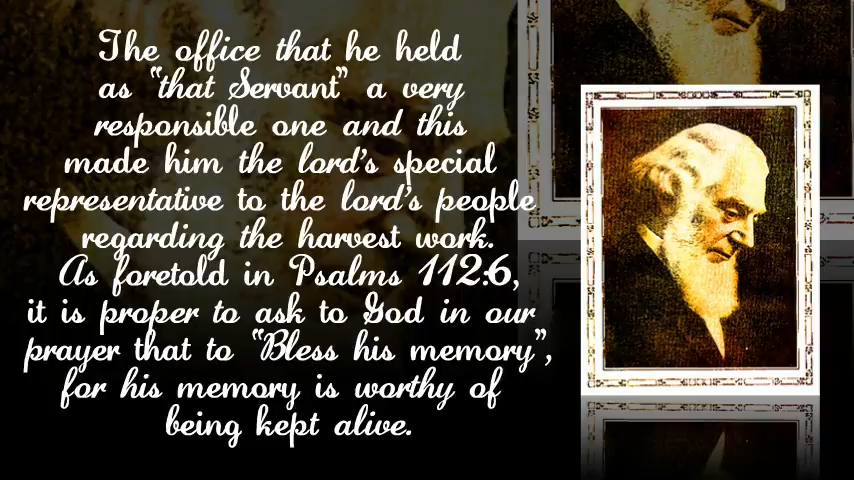 The office that he held
as "that Servant" a very
responsible one and this
made him the lord's special
representative to the lord's people
regarding the harvest work.
As foretold in Psalms 112:6,
it is proper to ask to God in our
prayer that to "Bless his memory",
for his memory is worthy of
being kept alive.